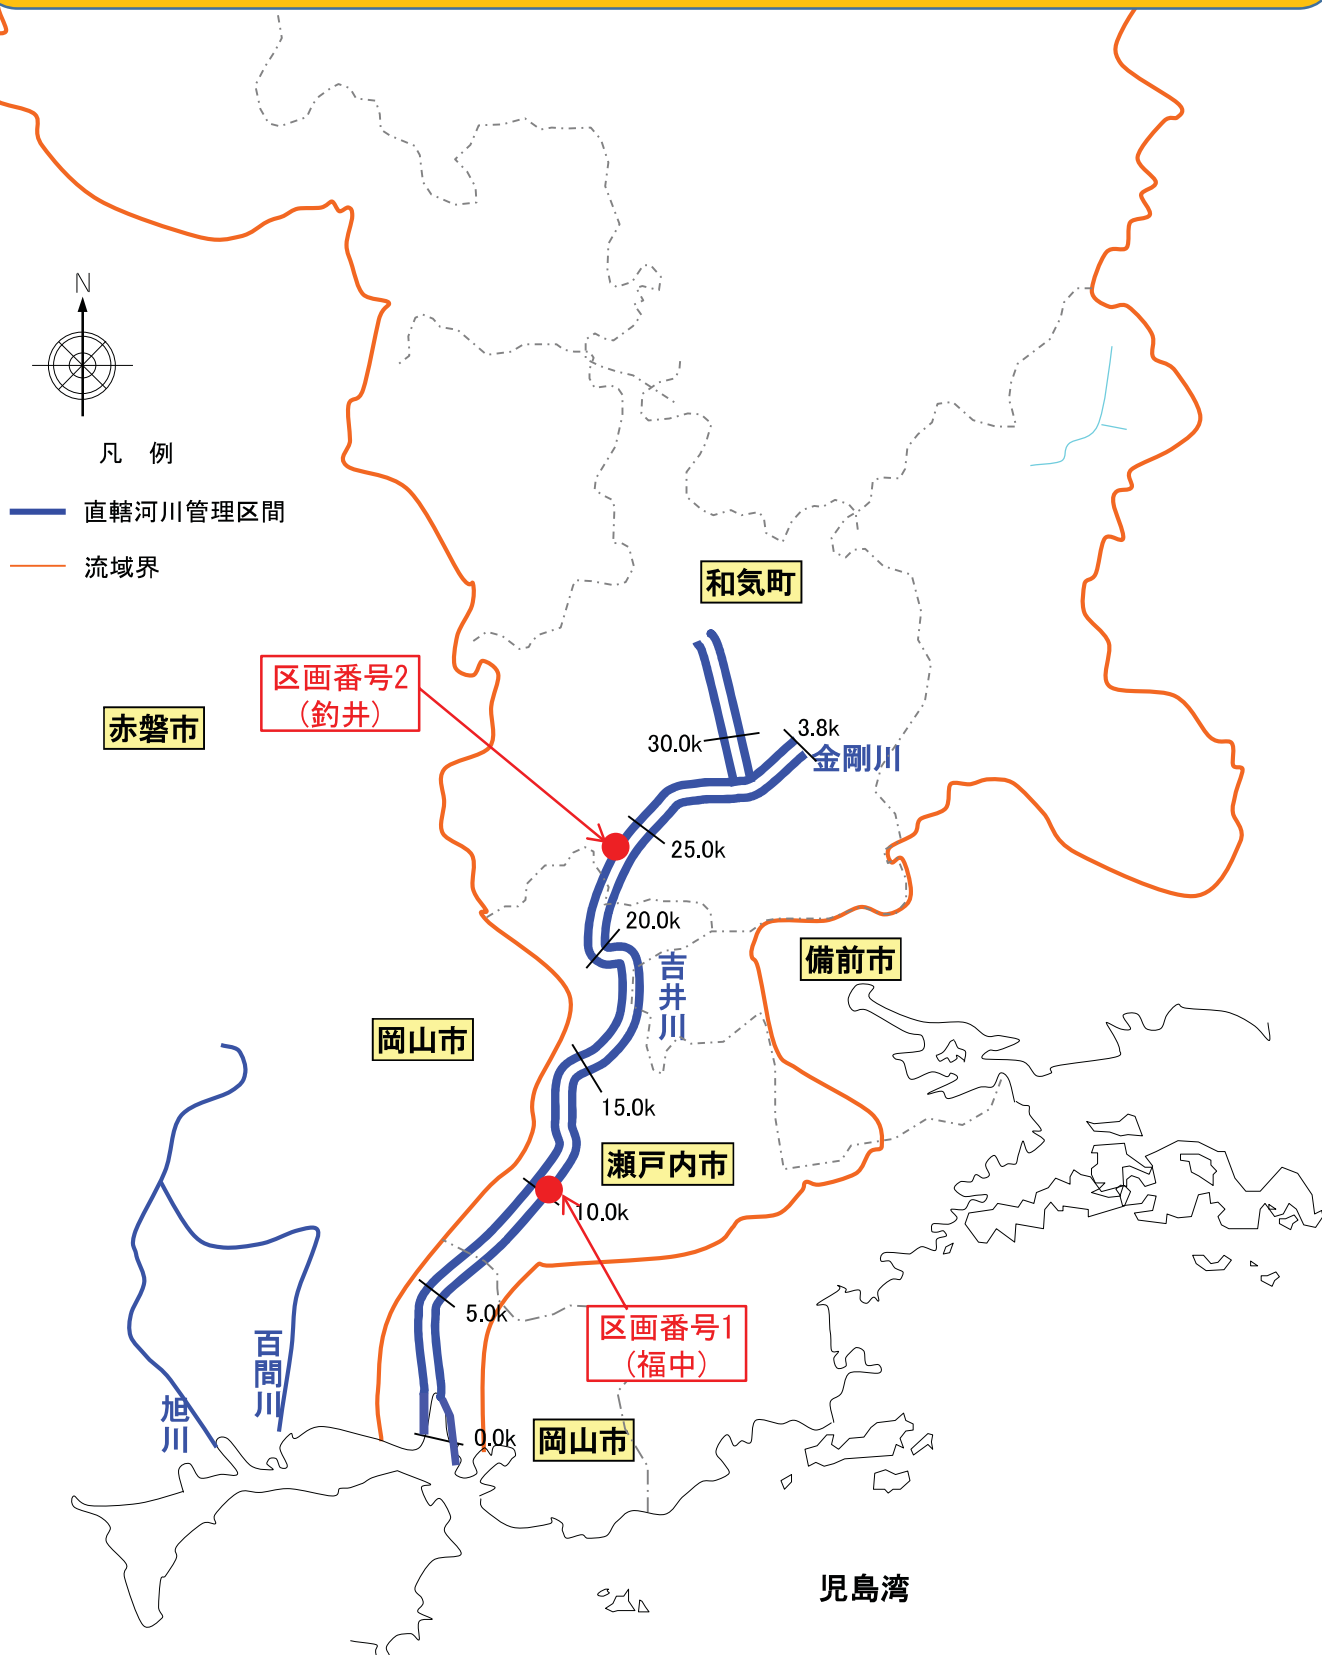 N
凡 例
直轄河川管理区間
流域界
和気町
区画番号2
（釣井）
赤磐市
30.0k
3.8k
金剛川
25.0k
20.0k
吉井川
備前市
岡山市
15.0k
瀬戸内市
10.0k
5.0k
区画番号1
（福中）
百間川
旭川
0.0k
岡山市
児島湾